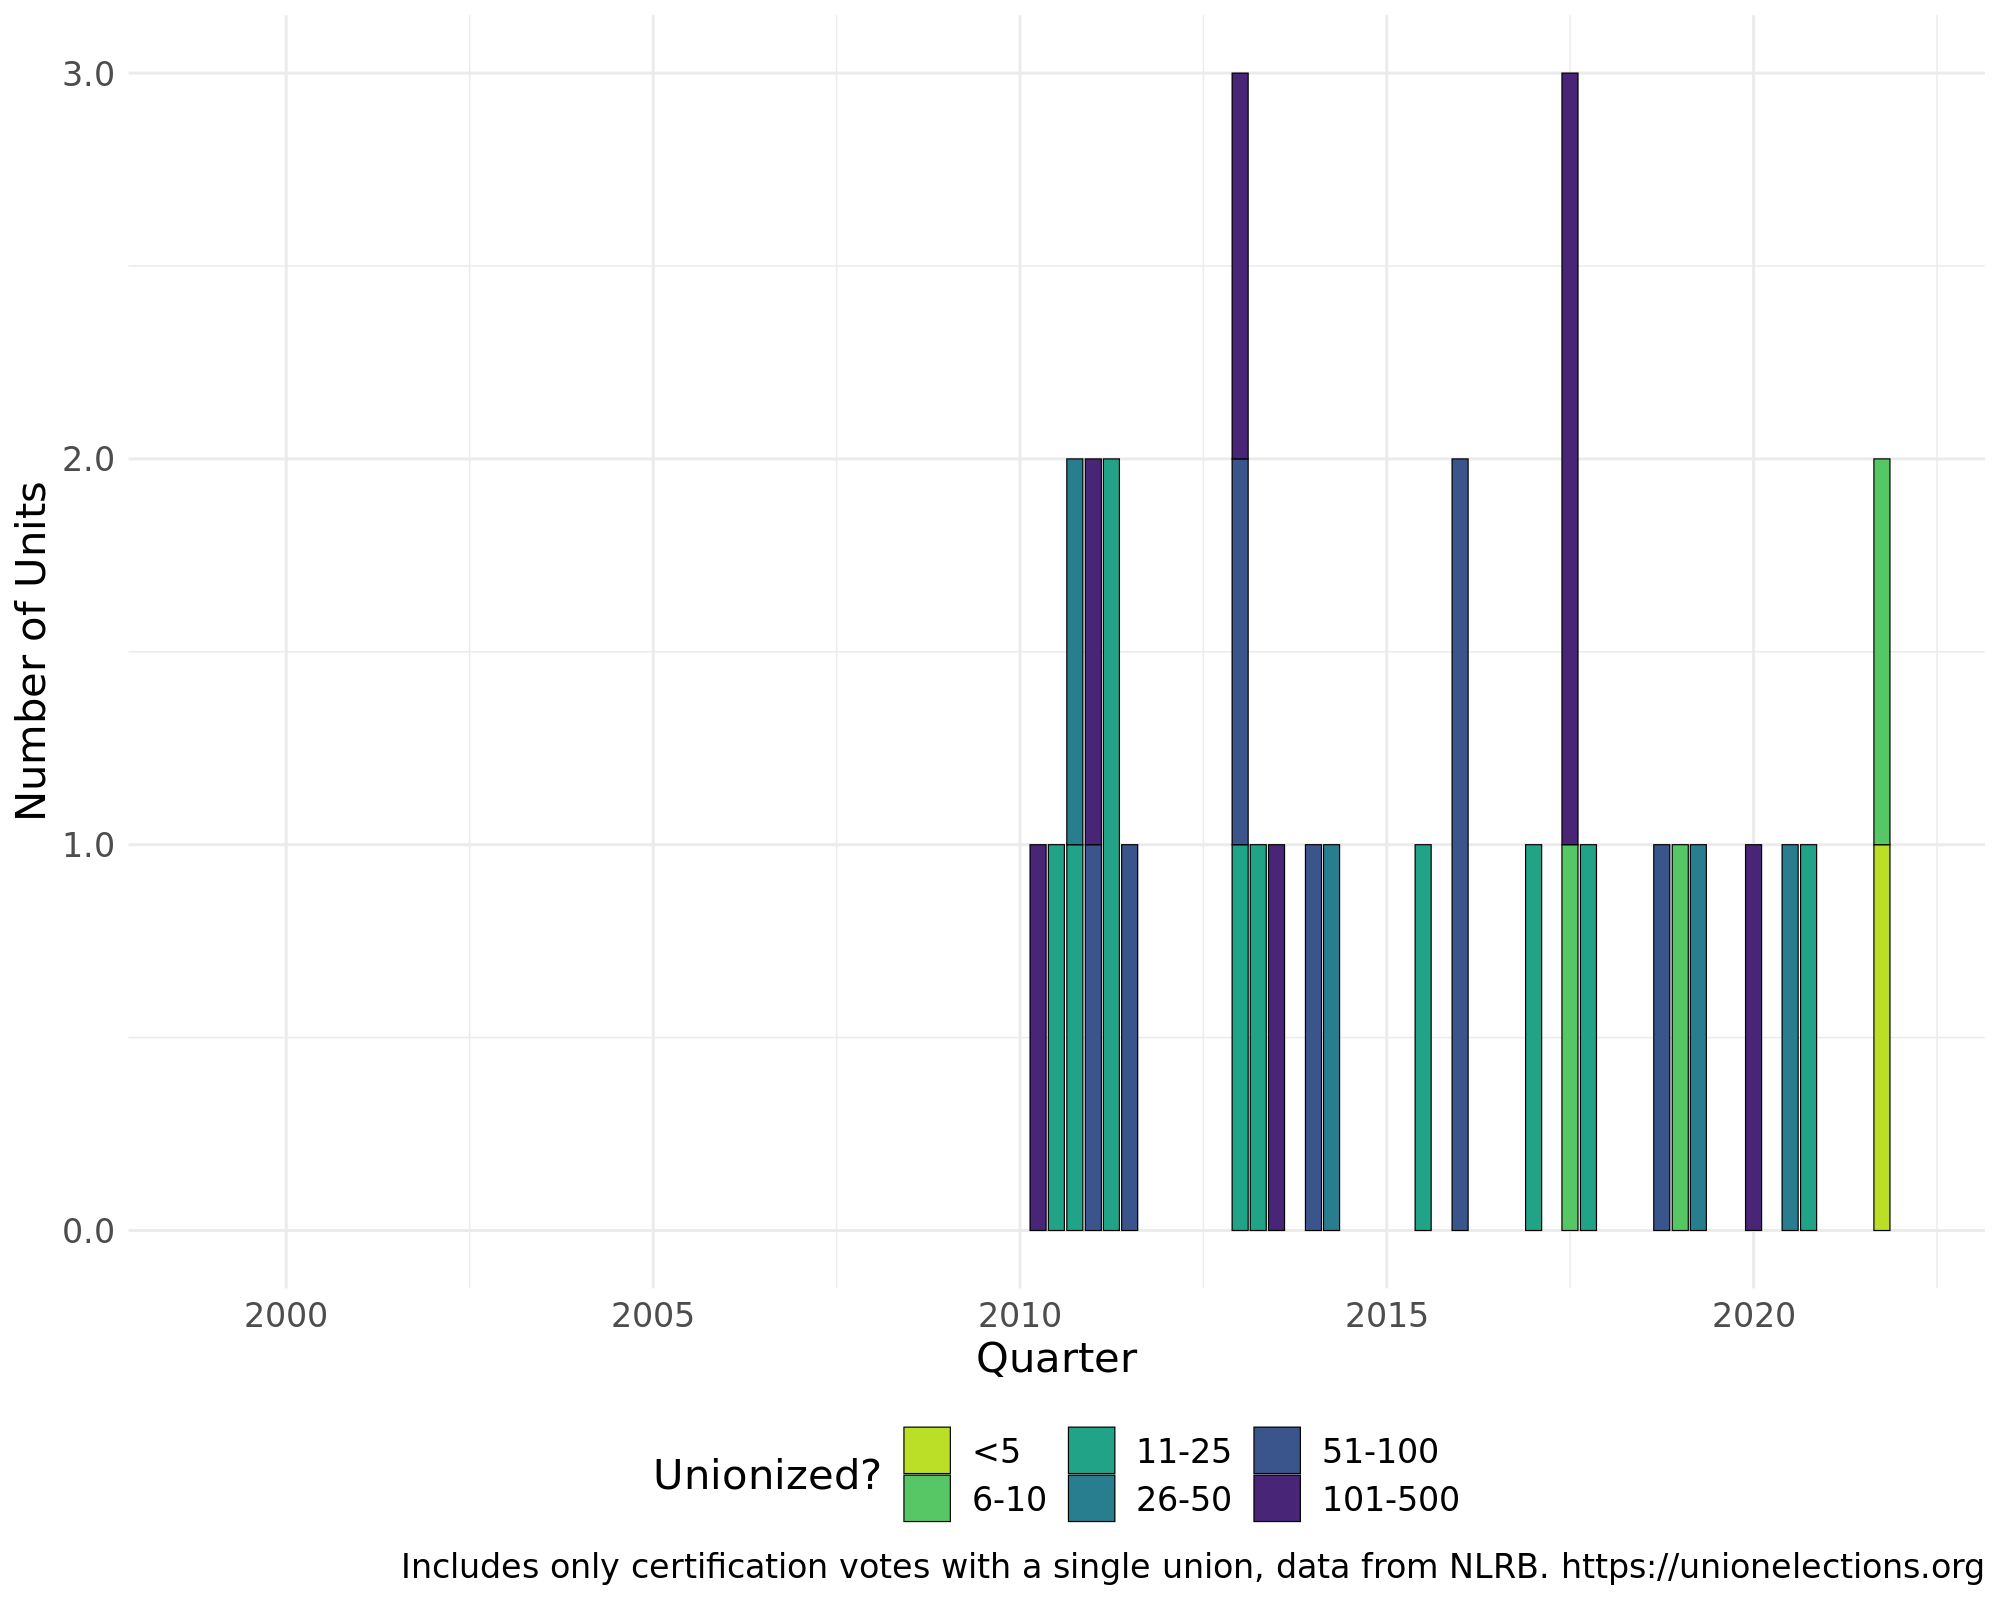 3.0
2.0
1.0
0.0
Number of Units
2000 2005 2010 2015 2020
Quarter
Unionized?
<5 11-25 51-100
6-10 26-50 101-500
Includes only certification votes with a single union, data from NLRB. https://unionelections.org